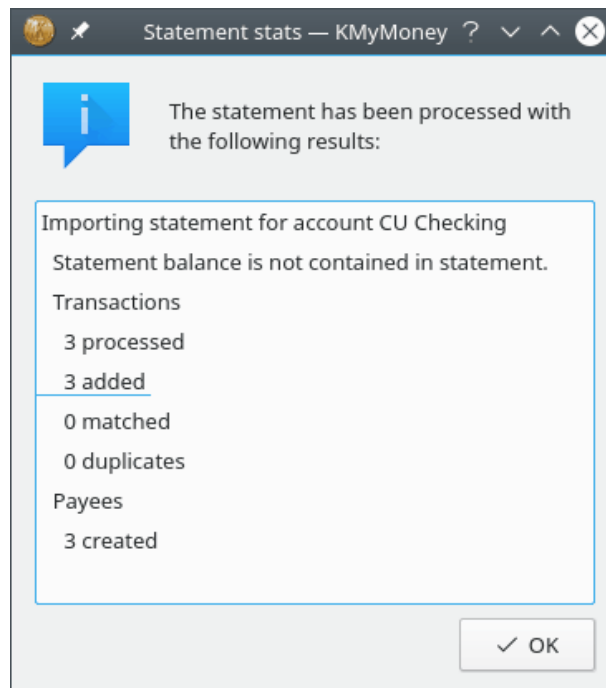 Statement stats — KMyMoney
The statement has been processed with
the following results:
Importing statement for account CU Checking
Statement balance is not contained in statement.
Transactions
3 processed
3 added
0 matched
0 duplicates
Payees
3 created
OK